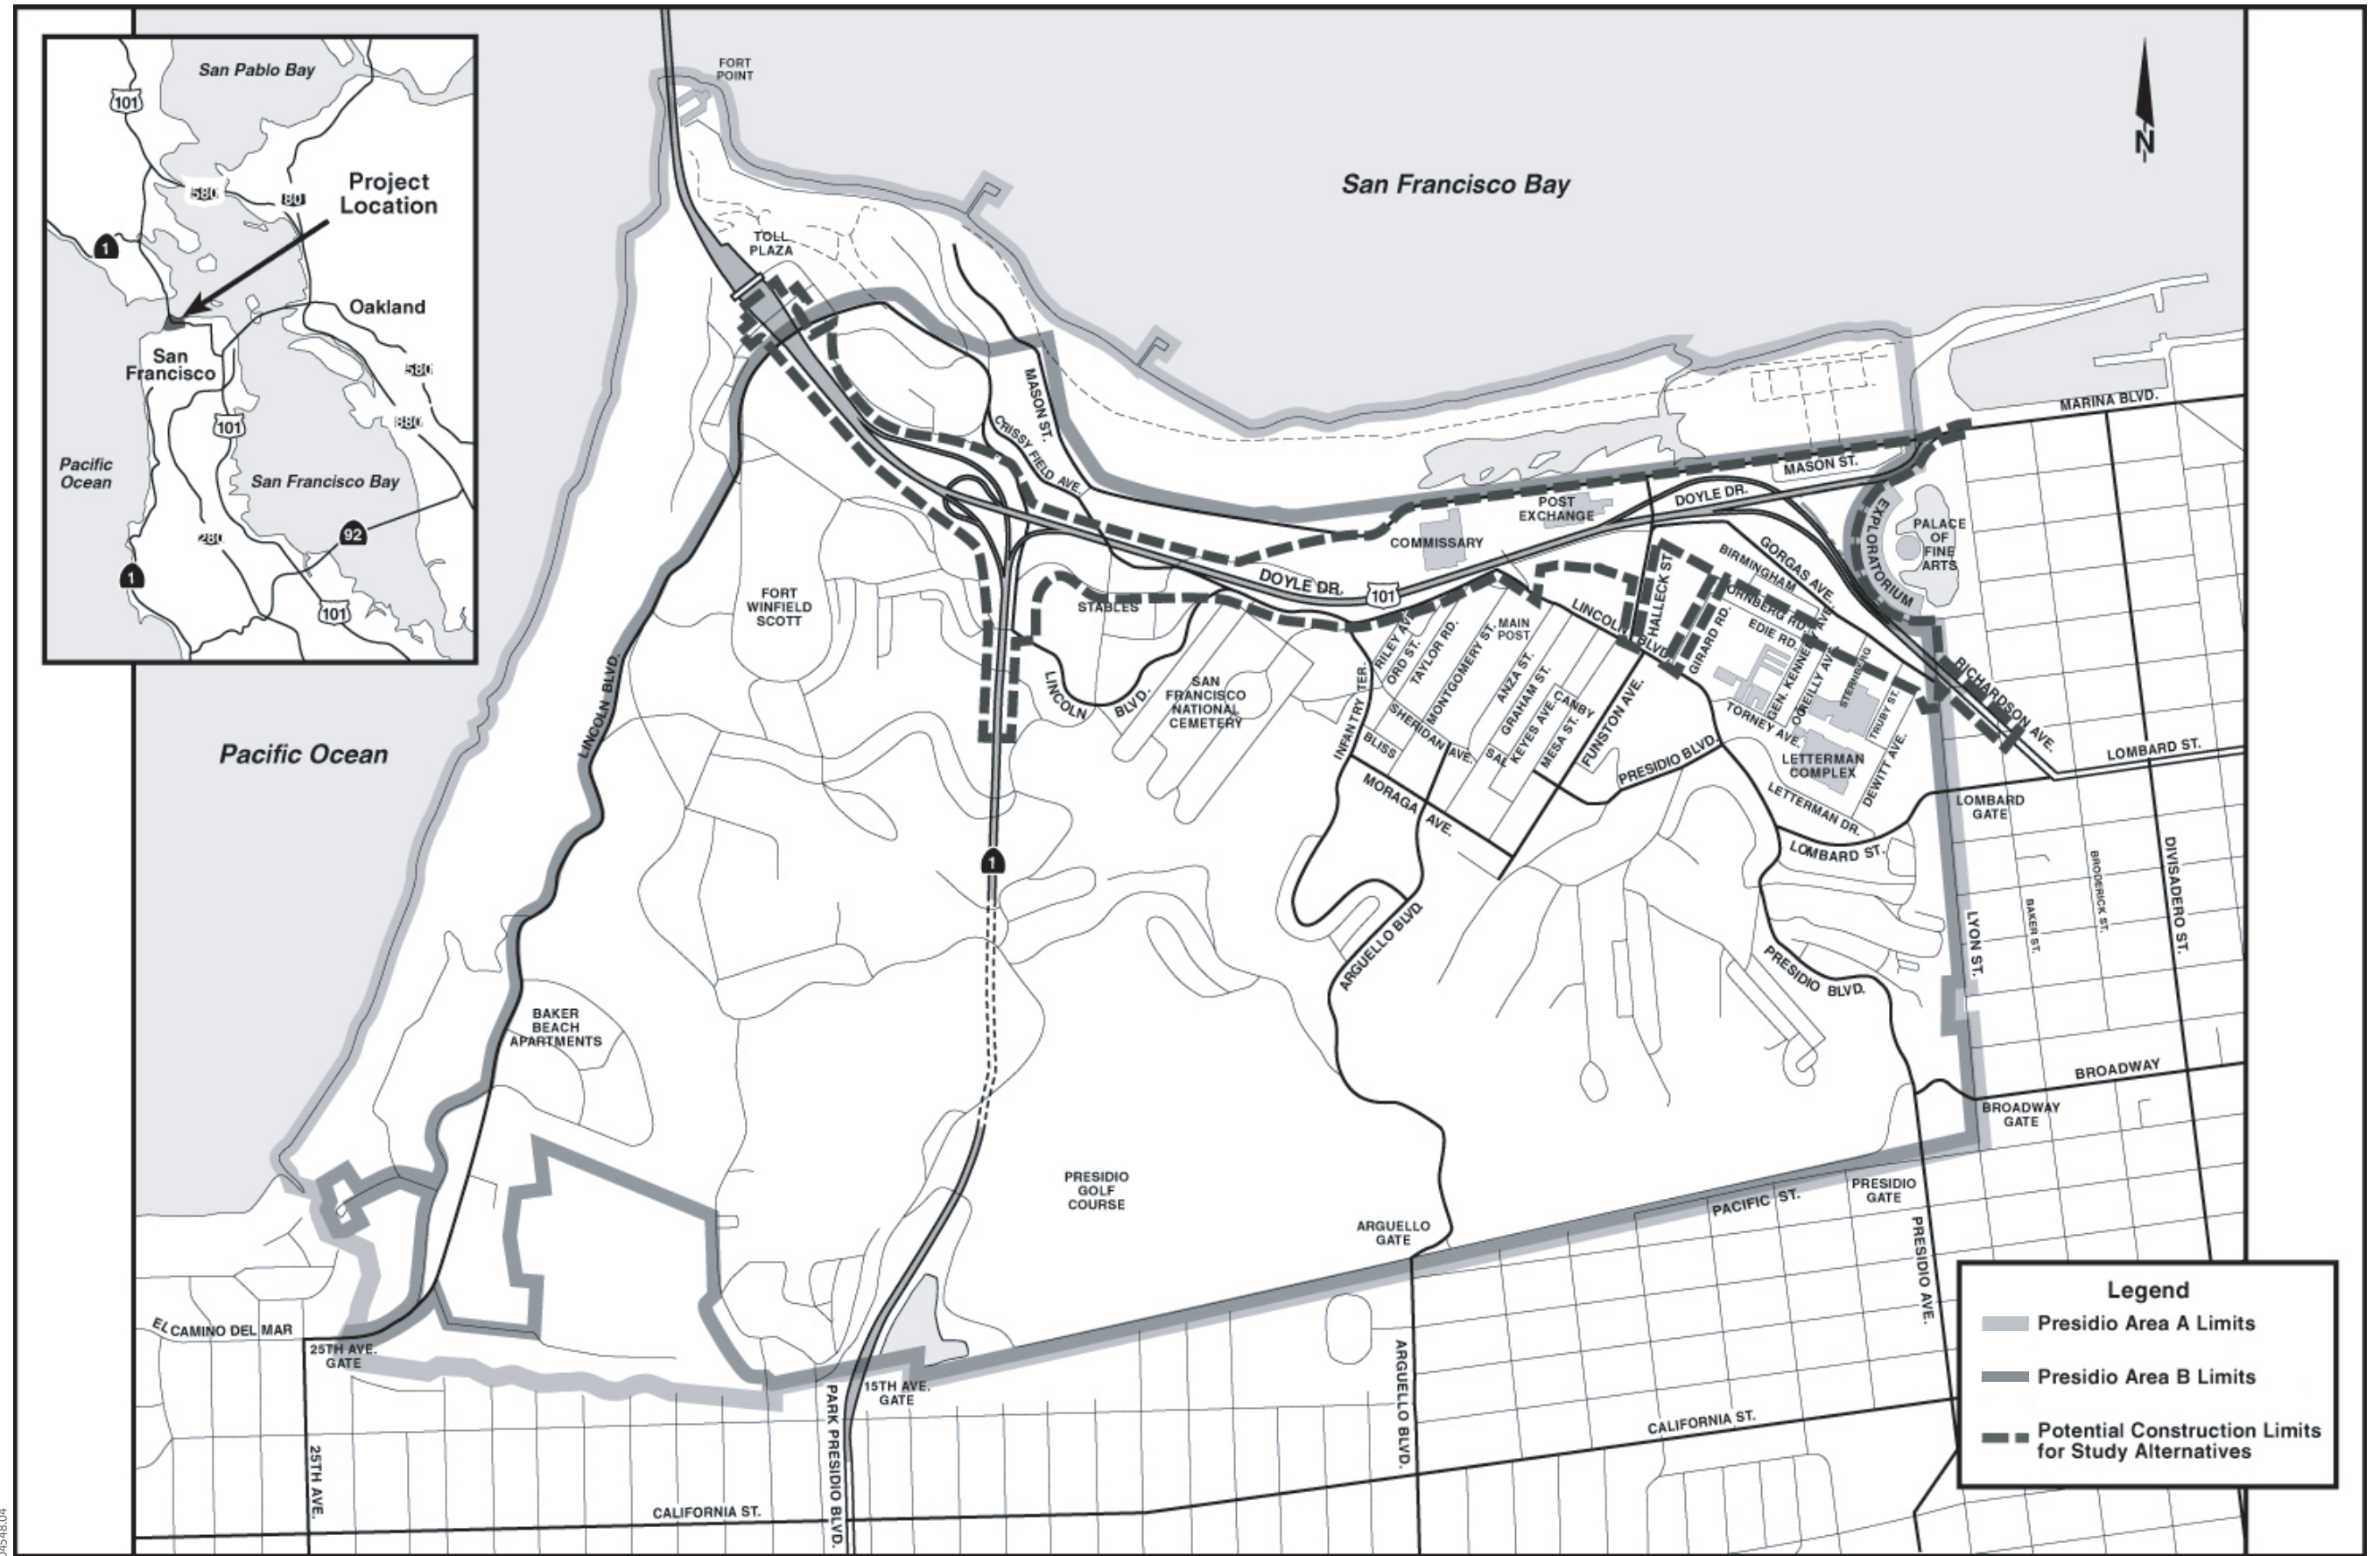 San Pablo Bay
101
580
80
Project
Location
1
Oakland
San
Francisco
580
101
880
Pacific
Ocean
San Francisco Bay
92
280
1
101
FORT
POINT
San Francisco Bay
N
TOLL
PLAZA
MASON ST.
CRISSY FIELD AVE.
MARINA BLVD.
MASON ST.
DOYLE DR.
POST
EXCHANGE
COMMISSARY
EXPLORATORIUM
PALACE
OF
FINE
ARTS
GORGAS AVE.
BIRMINGHAM
HALLECK ST
DOYLE DR.
101
FORT
WINFIELD
SCOTT
STABLES
LINCOLN
BLVD.
MAIN
POST
RILEY AV
ORD ST.
TAYLOR RD.
MONTGOMERY ST.
ANZA ST.
GRAHAM ST.
KEYES AVE.
CANBY
MESA ST.
FUNSTON AVE.
GIRARD RD.
ORNBERG RD.
EDIE RD.
GEN. KENNE
AVE.
O'REILLY AVE
STERNBERG
TRUBY ST.
TORNEY AVE.
RICHARDSON AVE.
LOMBARD ST.
LETTERMAN
COMPLEX
DEWITT AVE.
LETTERMAN DR.
LOMBARD
GATE
LOMBARD ST.
LINCOLN BLVD.
LINCOLN
BLVD.
SAN
FRANCISCO
NATIONAL
CEMETERY
INFANTRY TER.
SHERIDAN AVE.
BLISS
MORAGA AVE.
PRESIDIO BLVD.
Pacific Ocean
1
ARGUELLO BLVD.
PRESIDIO BLVD.
LYON ST.
BAKER ST.
BRODERICK ST.
DIVISADERO ST.
BAKER
BEACH
APARTMENTS
BROADWAY
BROADWAY
GATE
PRESIDIO
GOLF
COURSE
PRESIDIO
GATE
PACIFIC ST.
ARGUELLO
GATE
PRESIDIO AVE.
EL CAMINO DEL MAR
25TH AVE.
GATE
15TH AVE.
GATE
25TH AVE.
PARK PRESIDIO BLVD.
ARGUELLO BLVD.
CALIFORNIA ST.
CALIFORNIA ST.
Legend
Presidio Area A Limits
Presidio Area B Limits
Potential Construction Limits
for Study Alternatives